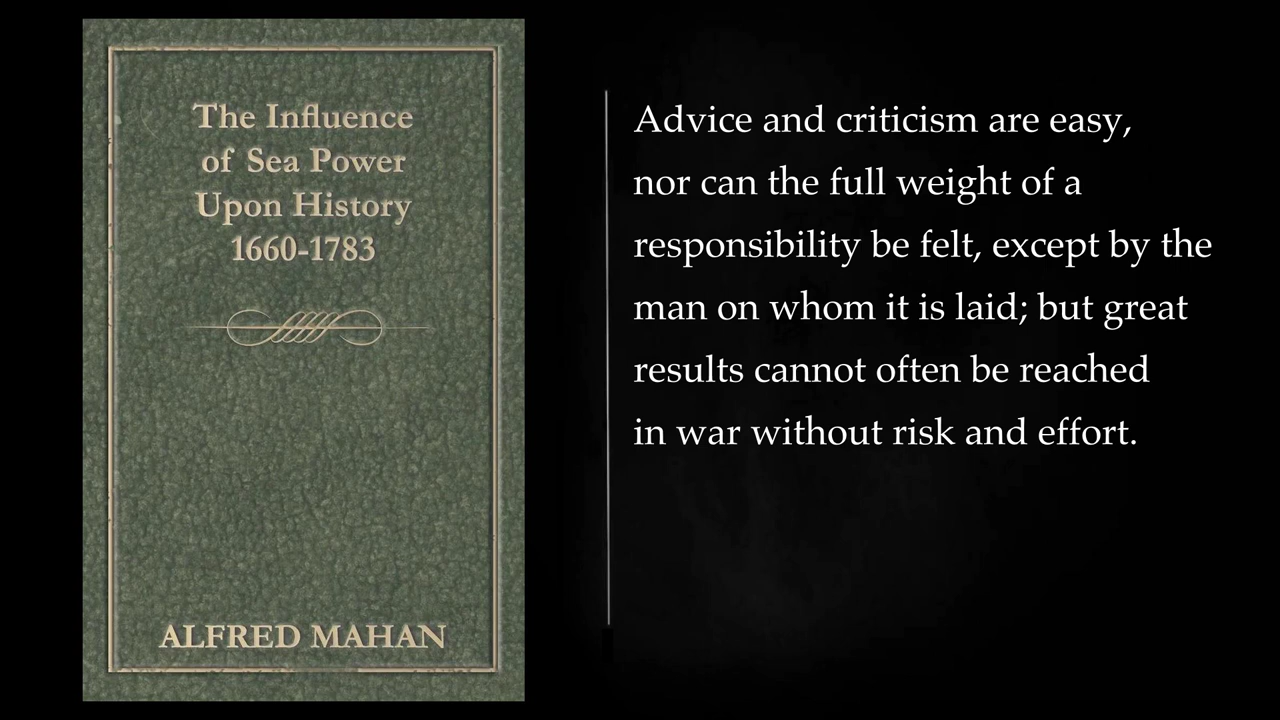 The Influence
of Sea Power
Upon History
1660-1783
ALFRED MAHAN
Advice and criticism are easy,
nor can the full weight of a
responsibility be felt, except by the
man on whom it is laid; but great
results cannot often be reached
in war without risk and effort.